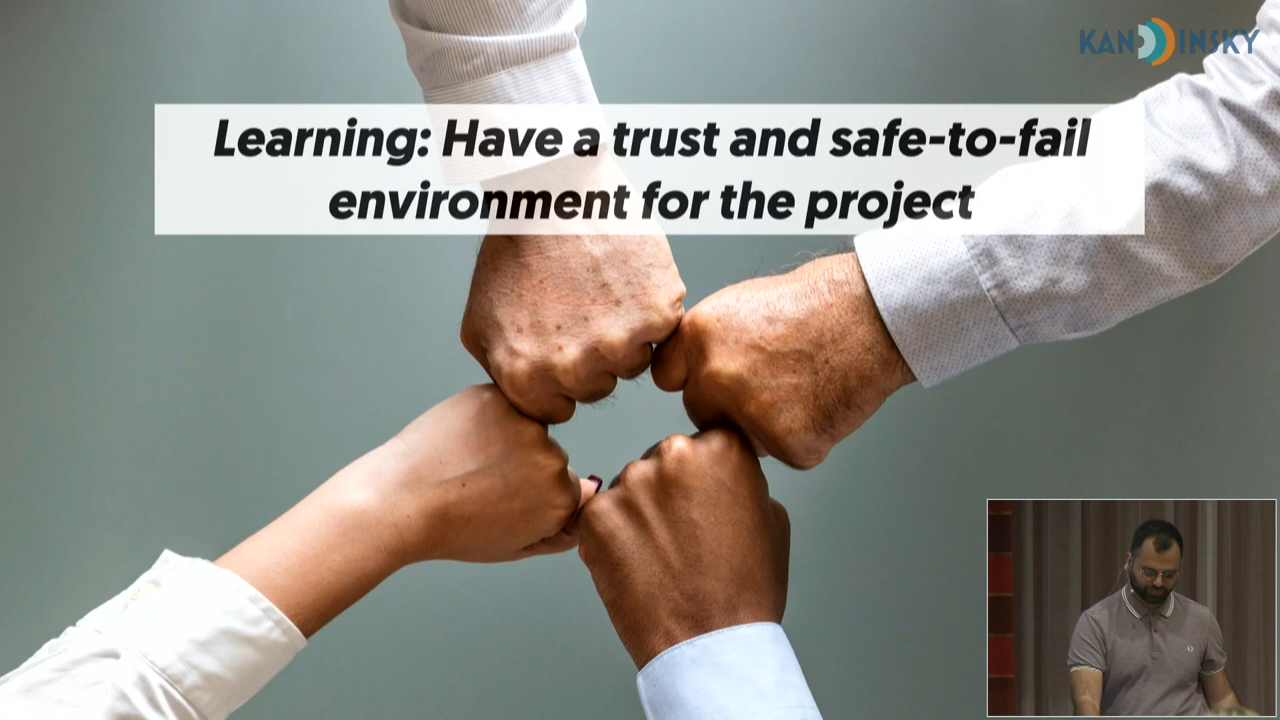 KANDINSKY
Learning: Have a trust and safe-to-fail
environment for the project